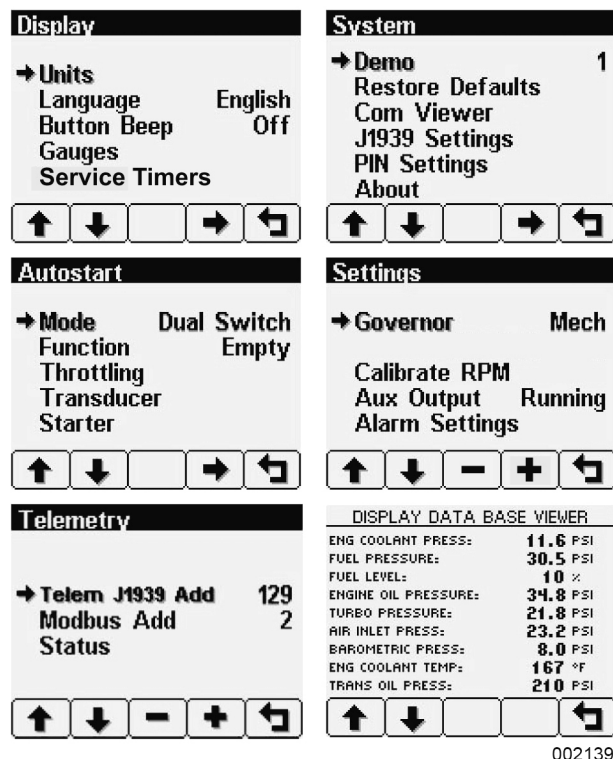 Display
Units
Language English
Button Beep Off
Gauges
Service Timers
System
Demo 1
Restore Defaults
Com Viewer
J1939 Settings
PIN Settings
About
Autostart
Mode Dual Switch
Function Empty
Throttling
Transducer
Starter
Settings
Governor Mech
Calibrate RPM
Aux Output Running
Alarm Settings
Telemetry
Telem J1939 Add 129
Modbus Add 2
Status
DISPLAY DATA BASE VIEWER
ENG COOLANT PRESS: 11.6 PSI
FUEL PRESSURE: 30.5 PSI
FUEL LEVEL: 10 %
ENGINE OIL PRESSURE: 34.8 PSI
TURBO PRESSURE: 21.8 PSI
AIR INLET PRESS: 23.2 PSI
BAROMETRIC PRESS: 8.0 PSI
ENG COOLANT TEMP: 167 °F
TRANS OIL PRESS: 210 PSI
002139